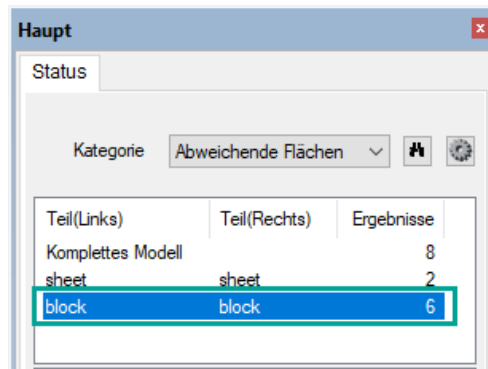 Haupt
Status
Kategorie Abweichende Flächen
Teil(Links) Teil(Rechts) Ergebnisse
Komplettes Modell 8
sheet sheet 2
block block 6